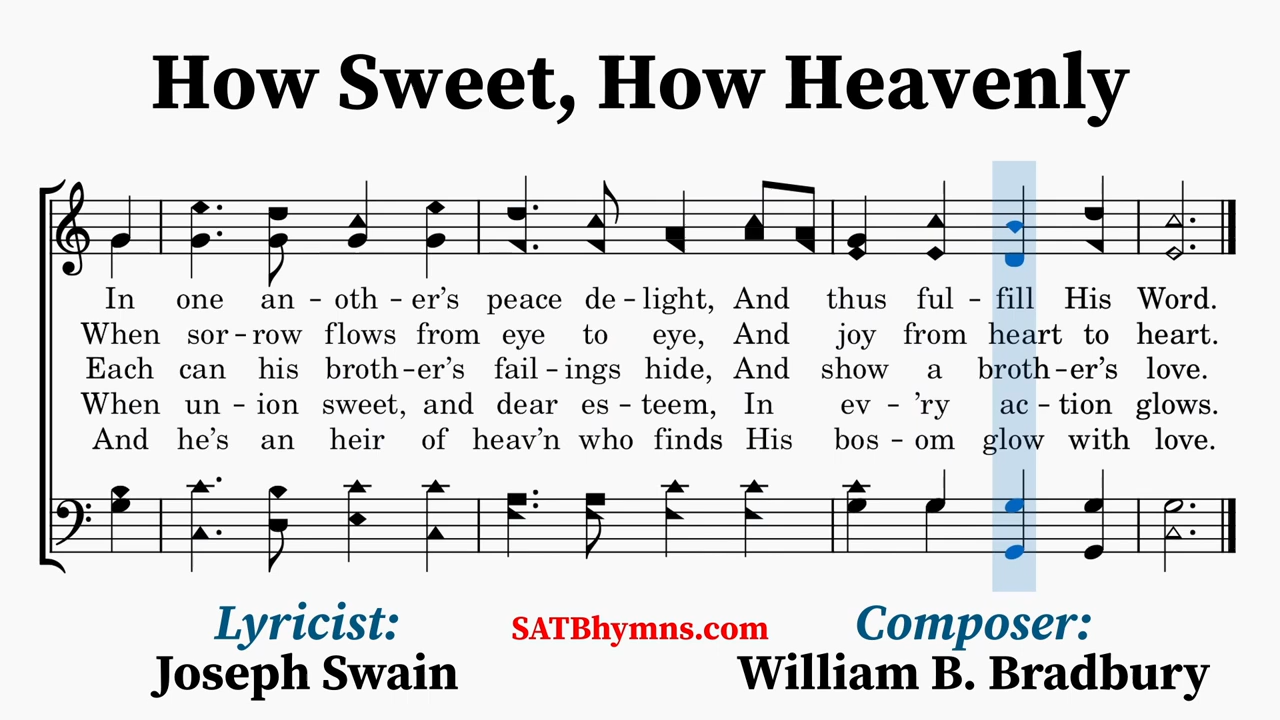 How Sweet, How Heavenly
In one an - oth - er’s peace de - light, And thus ful - fill His Word.
When sor - row flows from eye to eye, And joy from heart to heart.
Each can his broth - er’s fail - ings hide, And show a broth - er’s love.
When un - ion sweet, and dear es - teem, In ev - ’ry ac - tion glows.
And he’s an heir of heav’n who finds His bos - om glow with love.
Lyricist:
Joseph Swain
SATBhymns.com
Composer:
William B. Bradbury